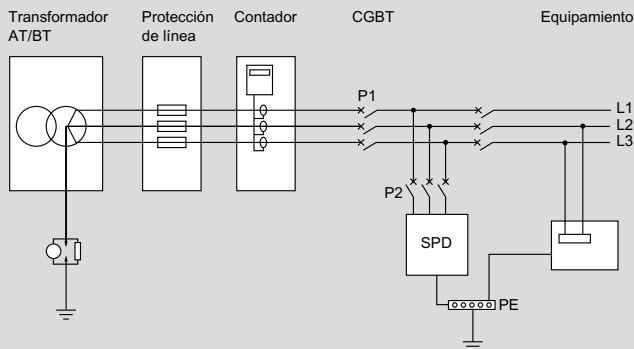 Transformador
AT/BT
Protección
de línea
Contador
CGBT
Equipamiento
P1
L1
L2
L3
P2
SPD
PE